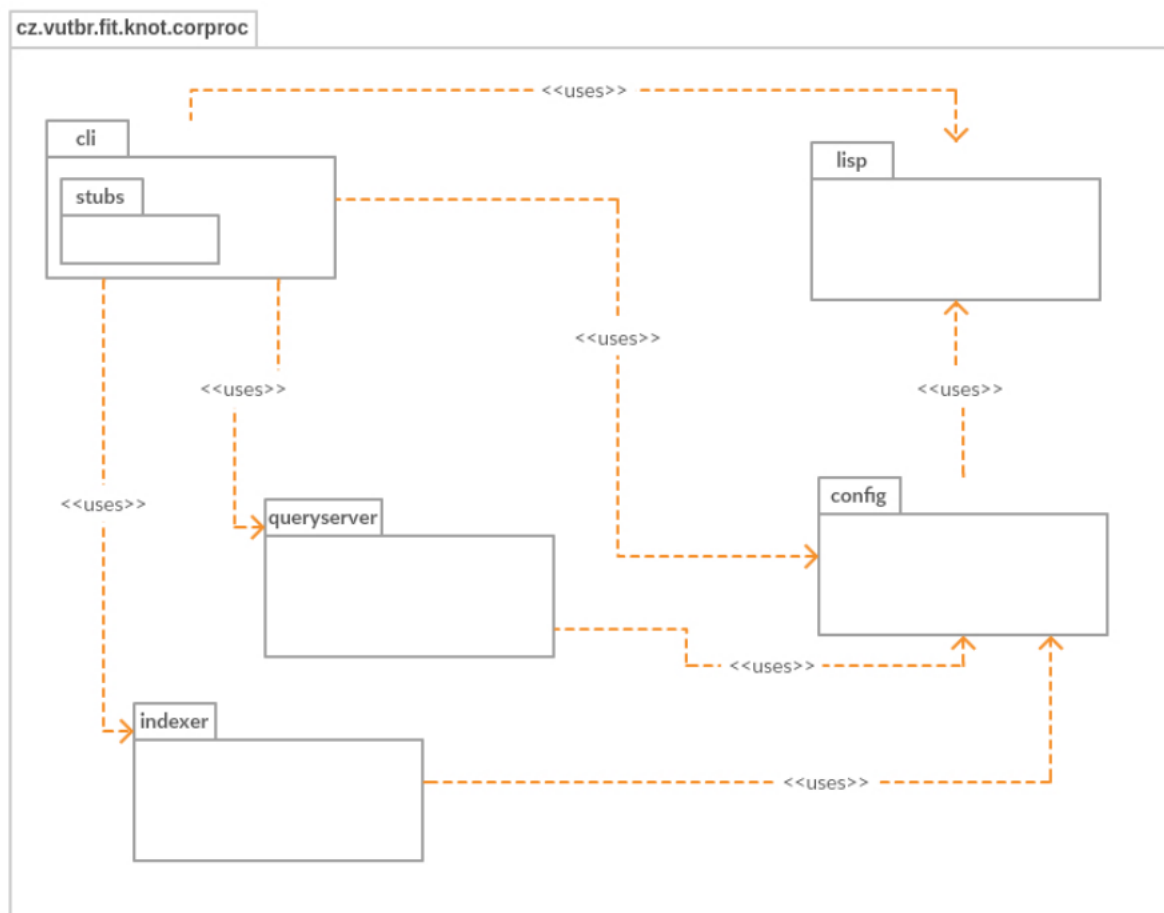 cz.vutbr.fit.knot.corproc
<<uses>>
cli
lisp
stubs
<<uses>>
<<uses>>
<<uses>>
config
<<uses>>
queryserver
<<uses>>
indexer
<<uses>>